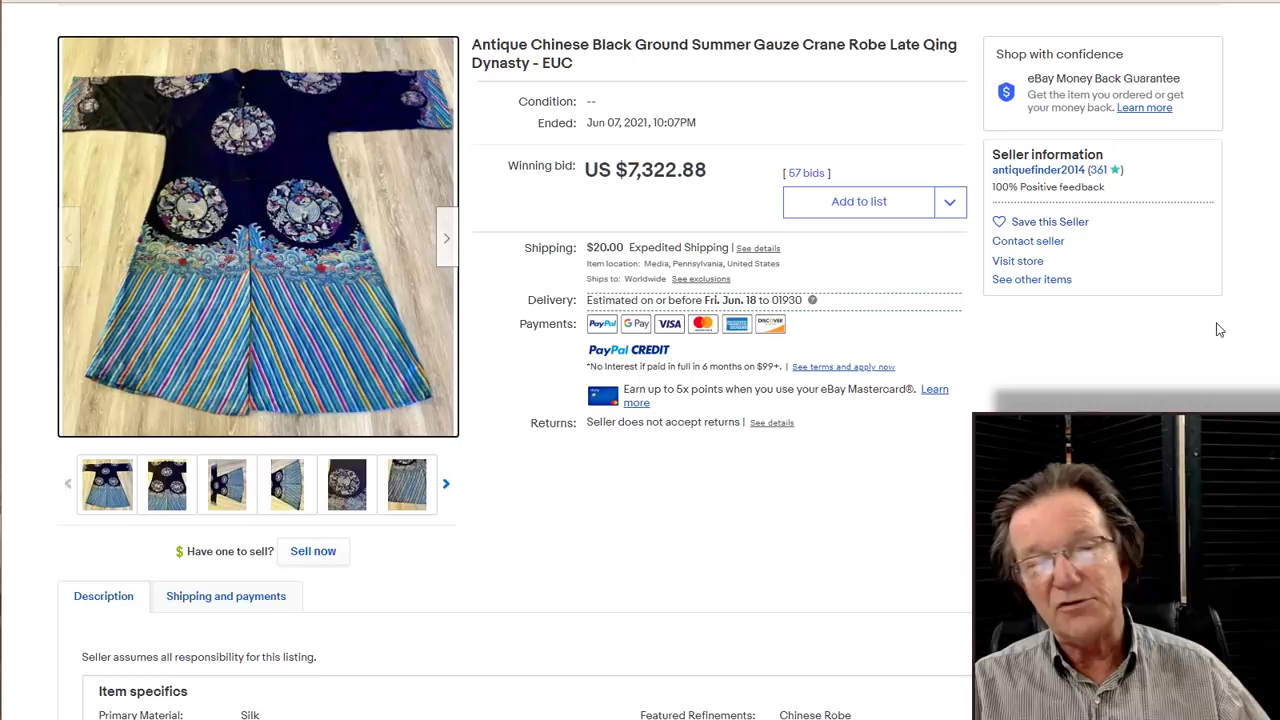 Antique Chinese Black Ground Summer Gauze Crane Robe Late Qing
Dynasty - EUC
Condition: --
Ended: Jun 07, 2021, 10:07PM
Winning bid: US $7,322.88 [ 57 bids ]
Add to list
Shipping: $20.00 Expedited Shipping | See details
Item location: Media, Pennsylvania, United States
Ships to: Worldwide See exclusions
Delivery: Estimated on or before Fri. Jun. 18 to 01930
Payments: PayPal G Pay VISA
DISCOVER
PayPal CREDIT
*No Interest if paid in full in 6 months on $99+. | See terms and apply now
Earn up to 5x points when you use your eBay Mastercard®. Learn
more
Returns: Seller does not accept returns | See details
Shop with confidence
eBay Money Back Guarantee
Get the item you ordered or get
your money back. Learn more
Seller information
antiquefinder2014 (361 ★)
100% Positive feedback
Save this Seller
Contact seller
Visit store
See other items
$ Have one to sell? Sell now
Description
Shipping and payments
Seller assumes all responsibility for this listing.
Item specifics
Primary Material: Silk
Featured Refinements: Chinese Robe